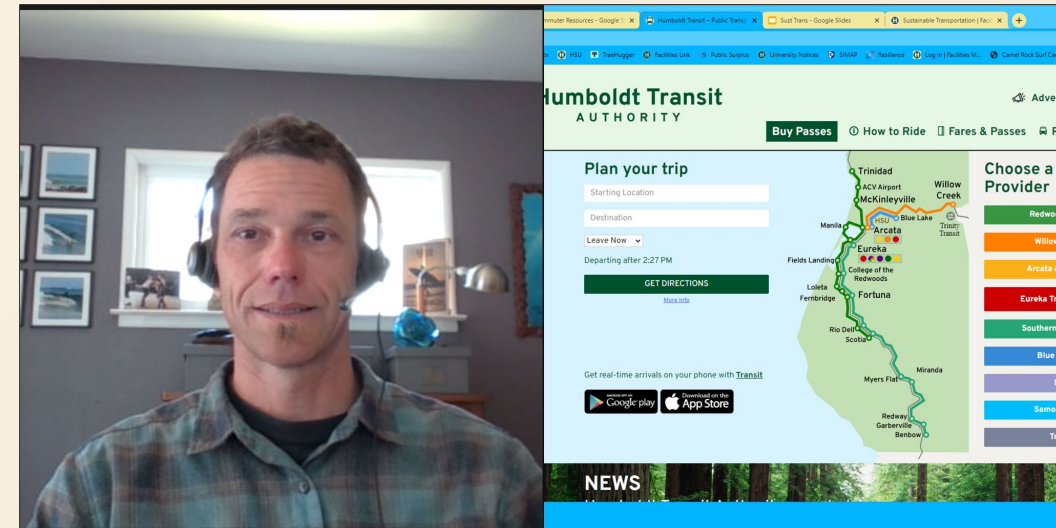 mmuter Resources - Google S
Humboldt Transit – Public Transi
Sust Trans - Google Slides
Sustainable Transportation | Facil
HSU
TreeHugger
Facilities Link
Public Surplus
University Notices
SIMAP
Resilience
Log in | Facilities M...
Camel Rock Surf Ca
Humboldt Transit
AUTHORITY
Adve
Buy Passes
How to Ride
Fares & Passes
Plan your trip
Starting Location
Destination
Leave Now
Departing after 2:27 PM
GET DIRECTIONS
More Info
Get real-time arrivals on your phone with Transit
ANDROID APP ON
Google play
Download on the
App Store
Trinidad
ACV Airport
McKinleyville
Willow
Creek
HSU
Blue Lake
Trinity
Transit
Manila
Arcata
Eureka
Fields Landing
College of the
Redwoods
Loleta
Fernbridge
Fortuna
Rio Dell
Scotia
Miranda
Myers Flat
Redway
Garberville
Benbow
Choose a
Provider
Redwo
Willow
Arcata
Eureka Tr
Southern
Blue
Samo
Tr
NEWS